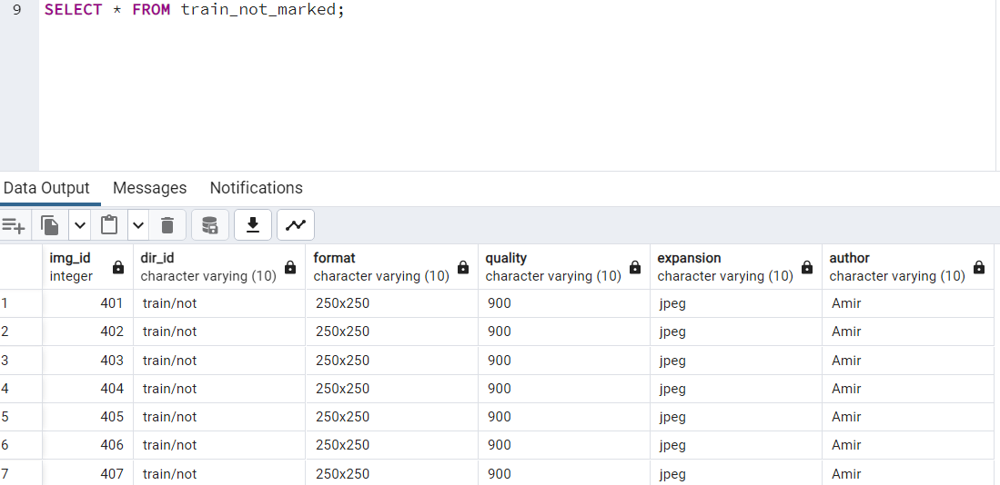 9 SELECT * FROM train_not_marked;
Data Output Messages Notifications
img_id dir_id format quality expansion author
integer character varying (10) character varying (10) character varying (10) character varying (10) character varying (10)
1 401 train/not 250x250 900 jpeg Amir
2 402 train/not 250x250 900 jpeg Amir
3 403 train/not 250x250 900 jpeg Amir
4 404 train/not 250x250 900 jpeg Amir
5 405 train/not 250x250 900 jpeg Amir
6 406 train/not 250x250 900 jpeg Amir
7 407 train/not 250x250 900 jpeg Amir